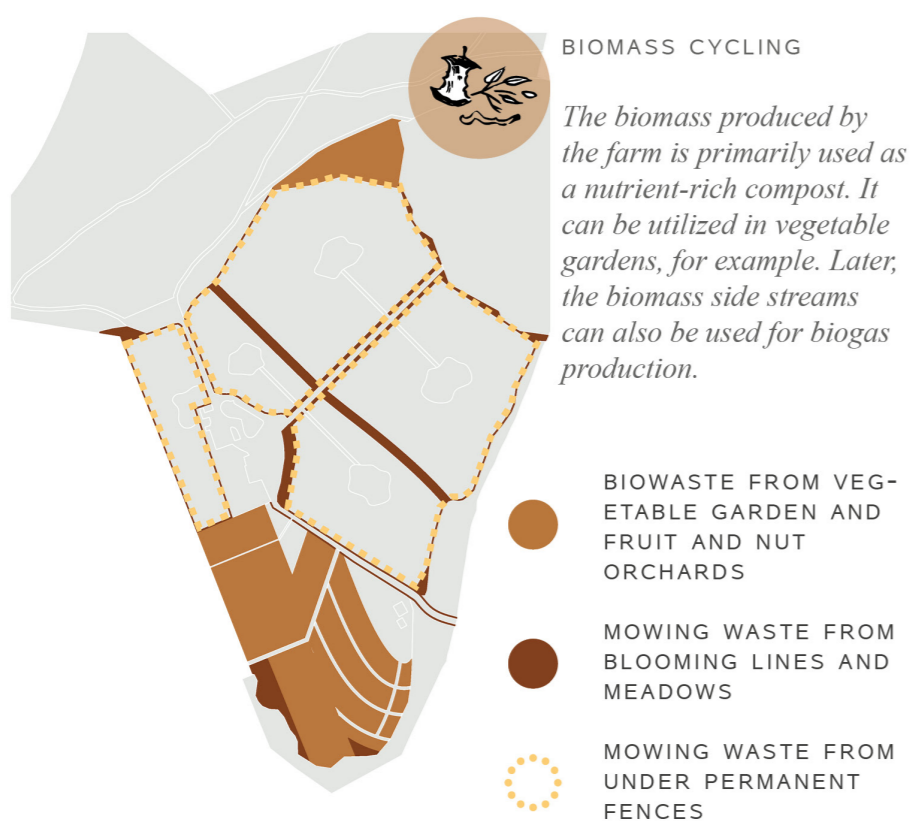 BIOMASS CYCLING
The biomass produced by
the farm is primarily used as
a nutrient-rich compost. It
can be utilized in vegetable
gardens, for example. Later,
the biomass side streams
can also be used for biogas
production.
BIOWASTE FROM VEG-
ETABLE GARDEN AND
FRUIT AND NUT
ORCHARDS
MOWING WASTE FROM
BLOOMING LINES AND
MEADOWS
MOWING WASTE FROM
UNDER PERMANENT
FENCES